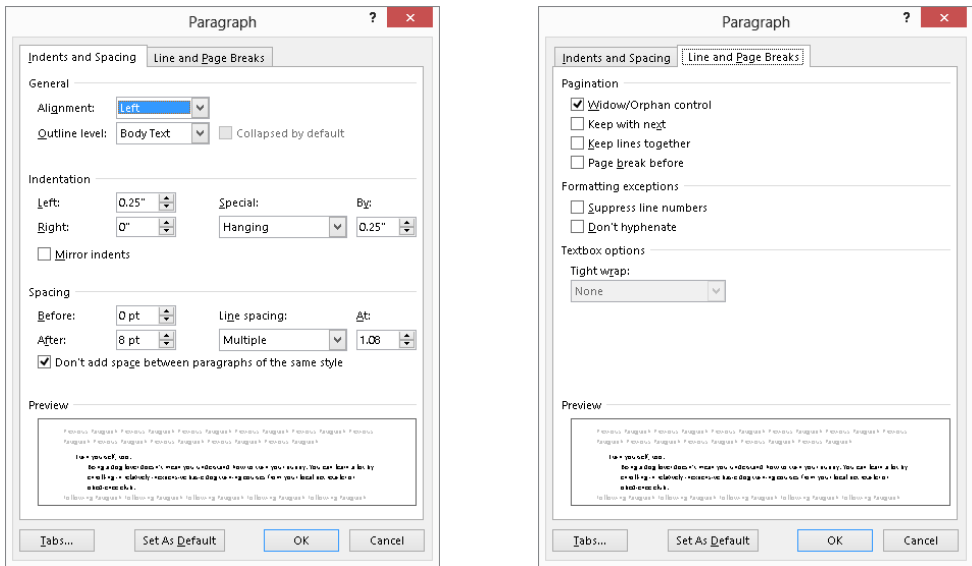 Paragraph ? ×
Indents and Spacing Line and Page Breaks
General
Alignment: Left
Outline level: Body Text Collapsed by default
Indentation
Left: 0.25" Special: By:
Right: 0" Hanging 0.25"
Mirror indents
Spacing
Before: 0 pt Line spacing: At:
After: 8 pt Multiple 1.08
Don't add space between paragraphs of the same style
Preview
Tabs... Set As Default OK Cancel
Paragraph ? ×
Indents and Spacing Line and Page Breaks
Pagination
Widow/Orphan control
Keep with next
Keep lines together
Page break before
Formatting exceptions
Suppress line numbers
Don't hyphenate
Textbox options
Tight wrap:
None
Preview
Tabs... Set As Default OK Cancel